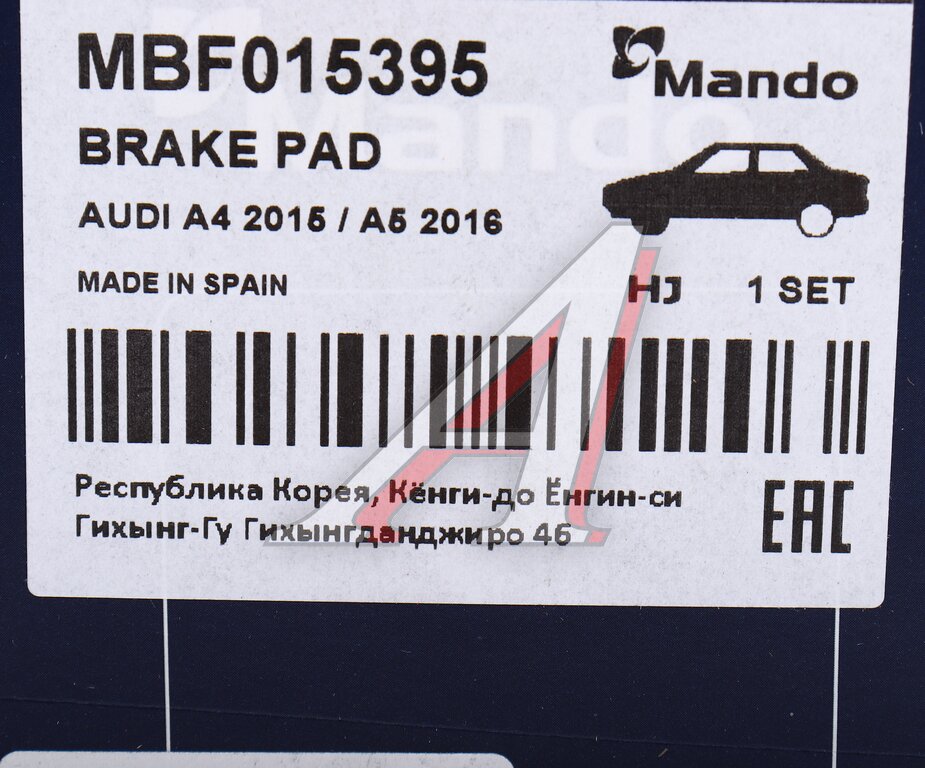 MBF015395
Mando
BRAKE PAD
AUDI A4 2015 / A5 2016
MADE IN SPAIN
HJ 1 SET
Республика Корея, Кёнги-до Ёнгин-си
Гихынг-Гу Гихынгданджиро 46
EAC